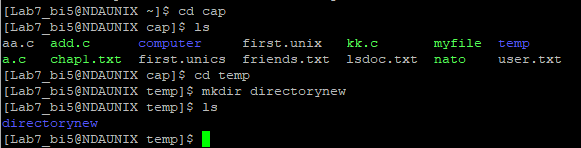 [Lab7_bi5@NDAUNIX ~]$ cd cap
[Lab7_bi5@NDAUNIX cap]$ ls
aa.c  add.c      computer     first.unix   kk.c       myfile  temp
a.c   chap1.txt  first.unics  friends.txt  lsdoc.txt  nato    user.txt
[Lab7_bi5@NDAUNIX cap]$ cd temp
[Lab7_bi5@NDAUNIX temp]$ mkdir directorynew
[Lab7_bi5@NDAUNIX temp]$ ls
directorynew
[Lab7_bi5@NDAUNIX temp]$